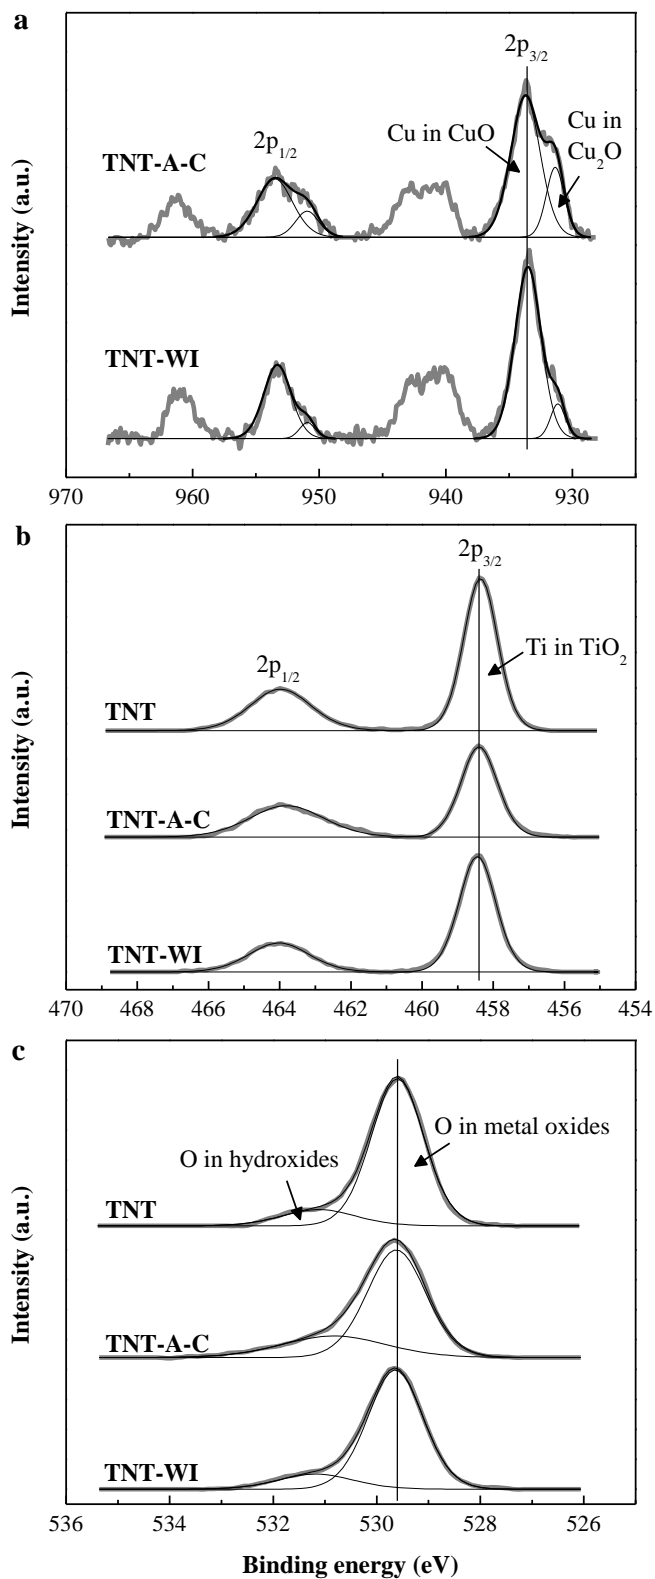 a
2p3/2
Cu in CuO
Cu in
Cu2O
2p1/2
TNT-A-C
TNT-WI
Intensity (a.u.)
970 960 950 940 930
b
2p3/2
Ti in TiO2
2p1/2
TNT
TNT-A-C
TNT-WI
Intensity (a.u.)
470 468 466 464 462 460 458 456 454
c
O in metal oxides
O in hydroxides
TNT
TNT-A-C
TNT-WI
Intensity (a.u.)
536 534 532 530 528 526
Binding energy (eV)